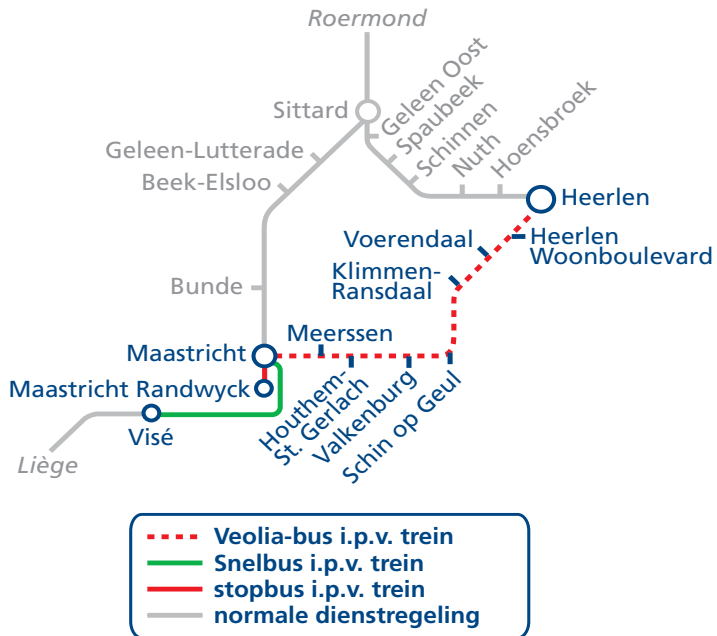 Roermond
Sittard
Geleen Oost
Spaubeek
Schinnen
Nuth
Hoensbroek
Geleen-Lutterade
Beek-Elsloo
Heerlen
Voerendaal
Heerlen
Woonboulevard
Klimmen-
Ransdaal
Bunde
Meerssen
Maastricht
Maastricht Randwyck
Houthem-
St. Gerlach
Valkenburg
Schin op Geul
Visé
Liège
Veolia-bus i.p.v. trein
Snelbus i.p.v. trein
stopbus i.p.v. trein
normale dienstregeling